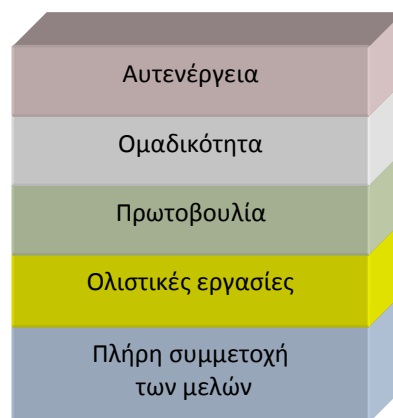 Αυτενέργεια
Ομαδικότητα
Πρωτοβουλία
Ολιστικές εργασίες
Πλήρη συμμετοχή
των μελών